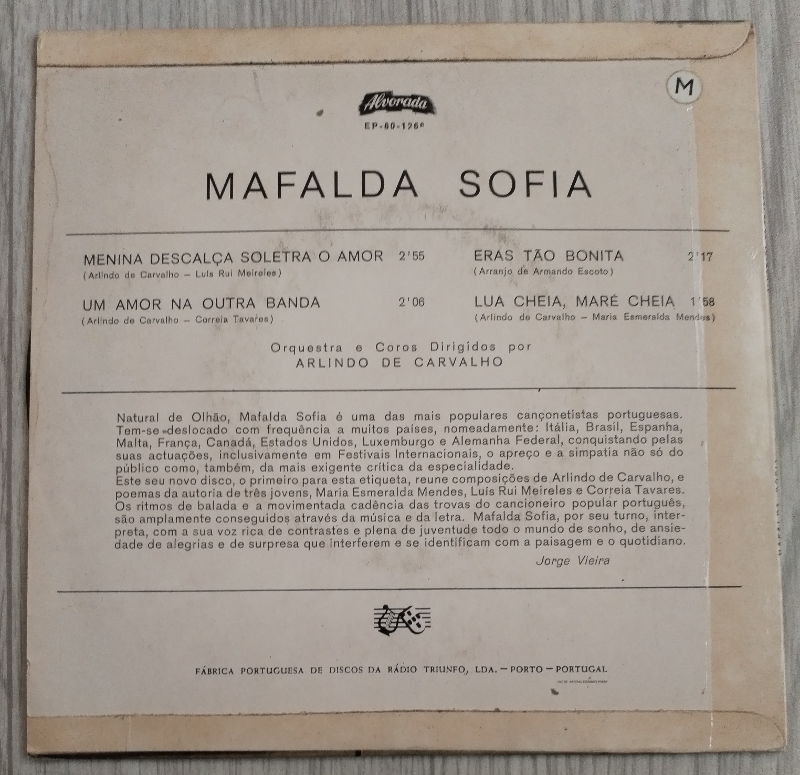 Alvorada
M
MAFALDA SOFIA
MENINA DESCALÇA SOLETRA O AMOR 2'55
(Arlindo de Carvalho – Luis Rui Meireles)
UM AMOR NA OUTRA BANDA 2'06
(Arlindo de Carvalho – Correia Tavares)
ERAS TÃO BONITA 2'17
(Arranjo de Armando Escoto)
LUA CHEIA, MARÉ CHEIA 1'58
(Arlindo de Carvalho – Maria Esmeralda Mendes)
Orquestra e Coros Dirigidos por
ARLINDO DE CARVALHO
Natural de Olhão, Mafalda Sofia é uma das mais populares cançonetistas portuguesas.
Tem-se deslocado com frequência a muitos países, nomeadamente: Itália, Brasil, Espanha,
Malta, França, Canadá, Estados Unidos, Luxemburgo e Alemanha Federal, conquistando pelas
suas actuações, inclusivamente em Festivais Internacionais, o apreço e a simpatia não só do
público como, também, da mais exigente crítica da especialidade.
Este seu novo disco, o primeiro para esta etiqueta, reune composições de Arlindo de Carvalho, e
poemas da autoria de três jovens, Maria Esmeralda Mendes, Luís Rui Meireles e Correia Tavares.
Os ritmos de balada e a movimentada cadência das trovas do cancioneiro popular português,
são amplamente conseguidos através da música e da letra. Mafalda Sofia, por seu turno, inter-
preta, com a sua voz rica de contrastes e plena de juventude todo o mundo de sonho, de ansie-
dade de alegrias e de surpresa que interferem e se identificam com a paisagem e o quotidiano.
Jorge Vieira
FÁBRICA PORTUGUESA DE DISCOS DA RÁDIO TRIUNFO, LDA. – PORTO – PORTUGAL